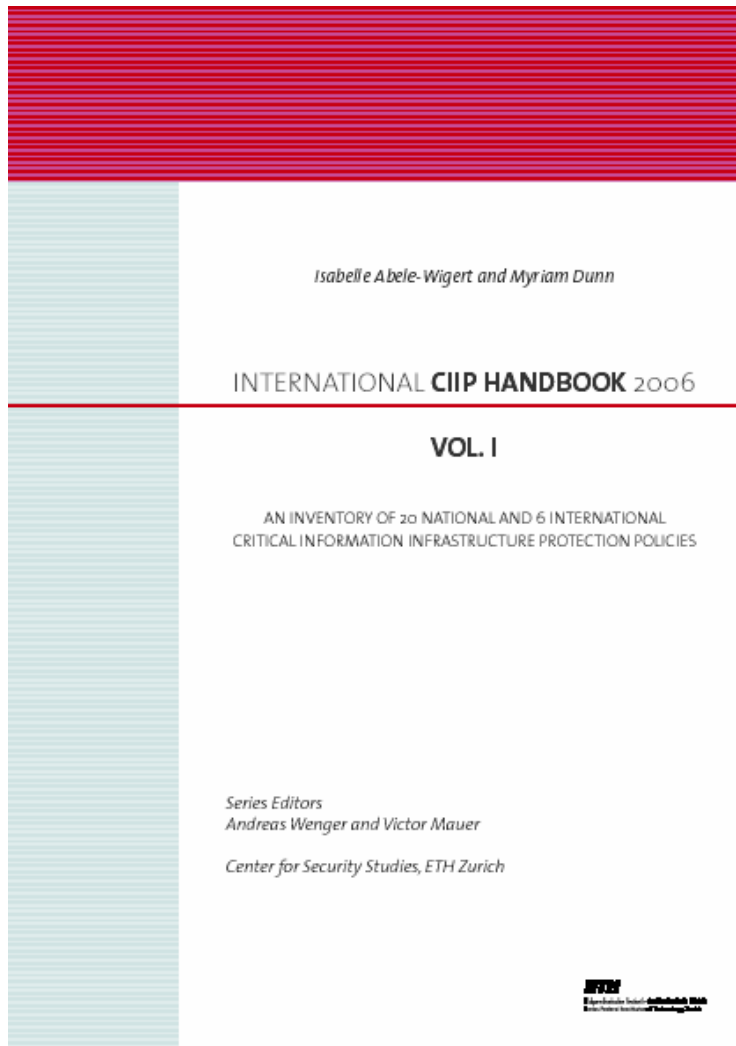 Isabelle Abele-Wigert and Myriam Dunn
INTERNATIONAL CIIP HANDBOOK 2006
VOL. I
AN INVENTORY OF 20 NATIONAL AND 6 INTERNATIONAL
CRITICAL INFORMATION INFRASTRUCTURE PROTECTION POLICIES
Series Editors
Andreas Wenger and Victor Mauer
Center for Security Studies, ETH Zurich
ETH